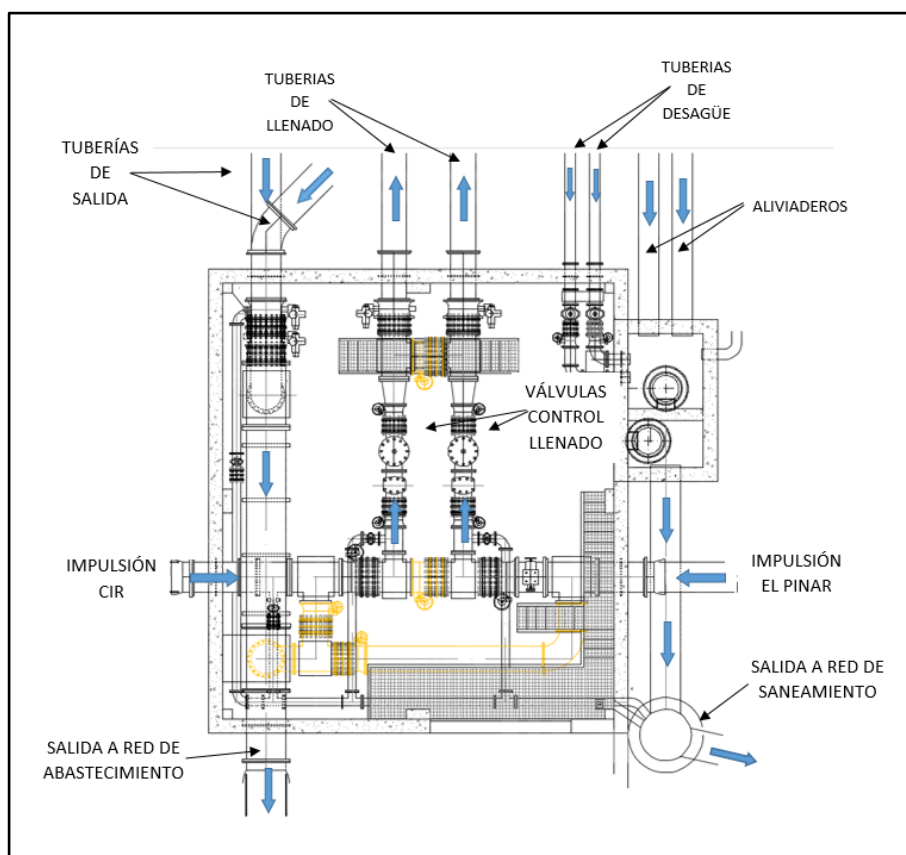 TUBERIAS
DE
LLENADO
TUBERIAS
DE
DESAGÜE
TUBERÍAS
DE
SALIDA
ALIVIADEROS
VÁLVULAS
CONTROL
LLENADO
IMPULSIÓN
CIR
IMPULSIÓN
EL PINAR
SALIDA A RED DE
SANEAMIENTO
SALIDA A RED DE
ABASTECIMIENTO